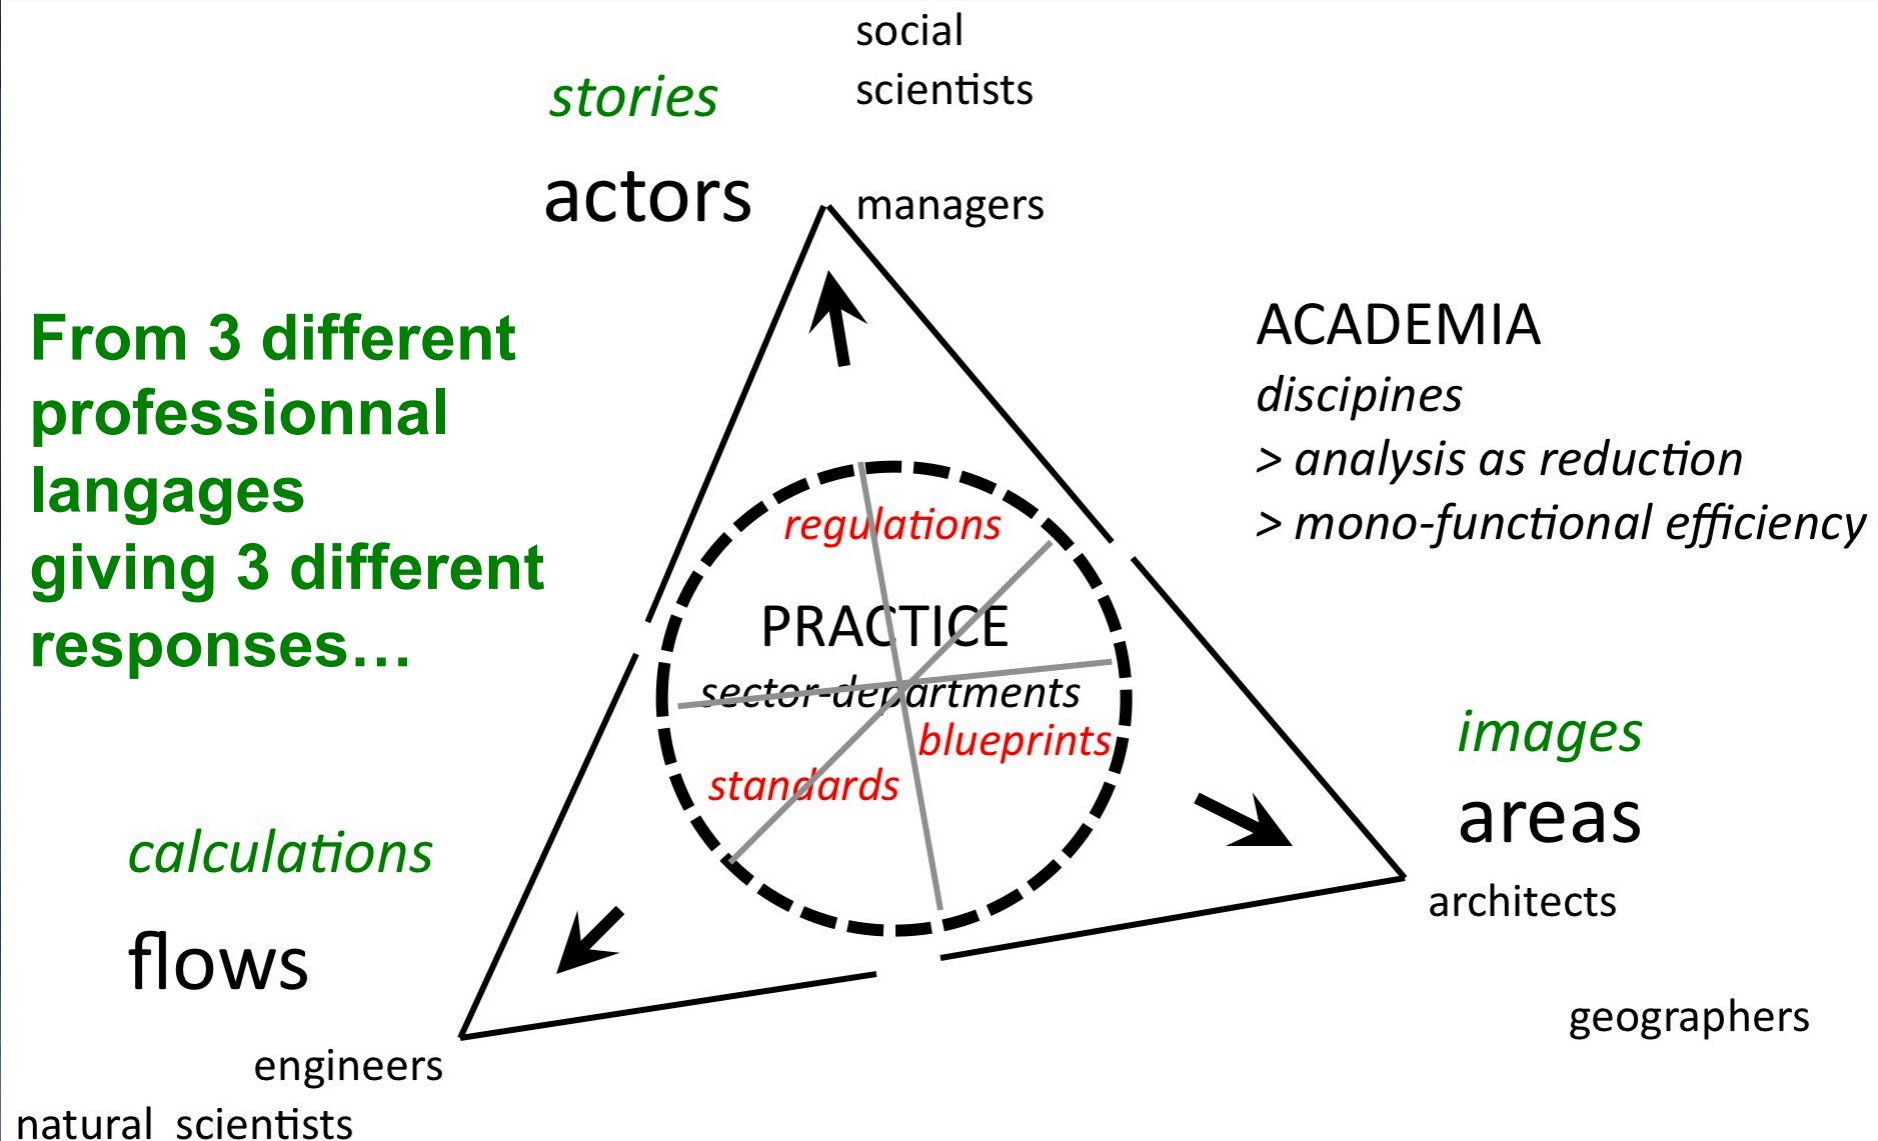 social
scientists
stories
actors
managers
From 3 different
professionnal
langages
giving 3 different
responses…
ACADEMIA
discipines
> analysis as reduction
> mono-functional efficiency
regulations
PRACTICE
sector-departments
blueprints
standards
images
areas
architects
geographers
calculations
flows
engineers
natural scientists